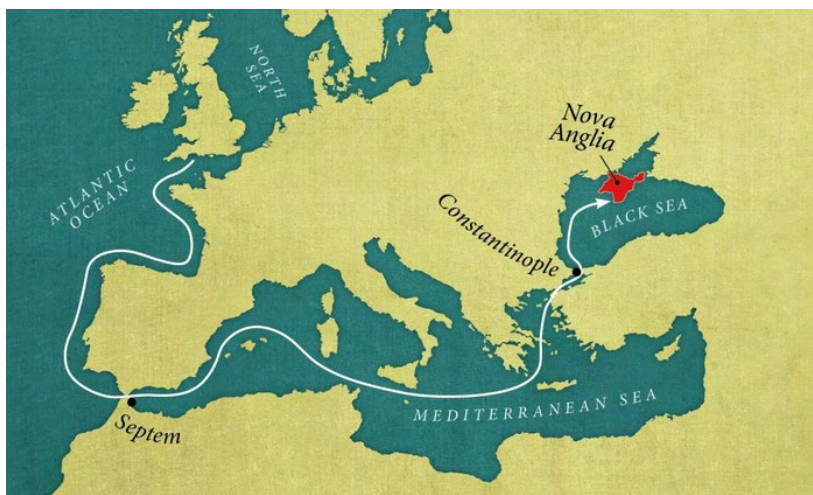 NORTH
SEA
ATLANTIC
OCEAN
Nova
Anglia
Constantinople
BLACK SEA
Septem
MEDITERRANEAN SEA